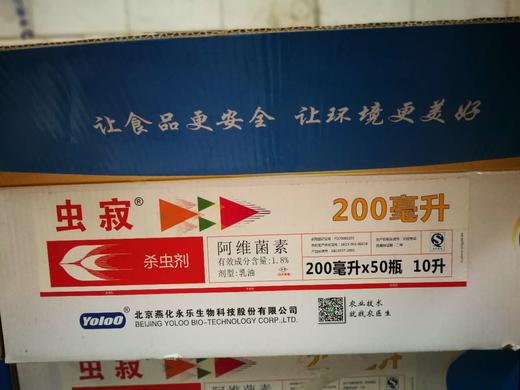 让食品更安全 让环境更美好
虫寂®
200毫升
杀虫剂
阿维菌素
有效成分含量:1.8%
剂型:乳油
200毫升x50瓶 10升
YoloO
北京燕化永乐生物科技股份有限公司
BEIJING YOLOO BIO-TECHNOLOGY CORP.,LTD.
农业技术
就找农医生